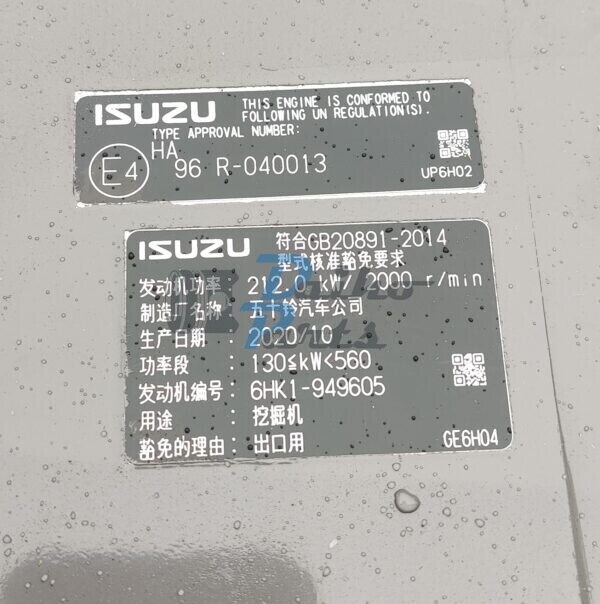 ISUZU THIS ENGINE IS CONFORMED TO
FOLLOWING UN REGULATION(S).
TYPE APPROVAL NUMBER:
HA
E4 96 R-040013
UP6H02
ISUZU 符合GB20891-2014
型式核准豁免要求
发动机功率 : 212.0 kW/ 2000 r/min
制造厂名称 : 五十铃汽车公司
生产日期 : 2020/10
功率段 : 130≤kW<560
发动机编号 : 6HK1-949605
用途 : 挖掘机
豁免的理由 : 出口用
GE6H04